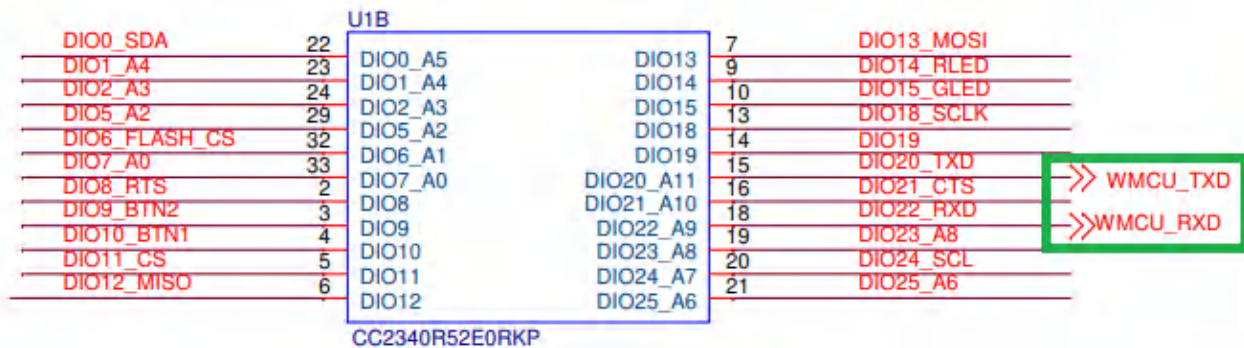 U1B
DIO0_SDA 22 DIO0_A5 DIO13 7 DIO13_MOSI
DIO1_A4 23 DIO1_A4 DIO14 9 DIO14_RLED
DIO2_A3 24 DIO2_A3 DIO15 10 DIO15_GLED
DIO5_A2 29 DIO5_A2 DIO18 13 DIO18_SCLK
DIO6_FLASH_CS 32 DIO6_A1 DIO19 14 DIO19
DIO7_A0 33 DIO7_A0 DIO20_A11 15 DIO20_TXD WMCU_TXD
DIO8_RTS 2 DIO8 DIO21_A10 16 DIO21_CTS
DIO9_BTN2 3 DIO9 DIO22_A9 18 DIO22_RXD WMCU_RXD
DIO10_BTN1 4 DIO10 DIO23_A8 19 DIO23_A8
DIO11_CS 5 DIO11 DIO24_A7 20 DIO24_SCL
DIO12_MISO 6 DIO12 DIO25_A6 21 DIO25_A6
CC2340R52E0RKP